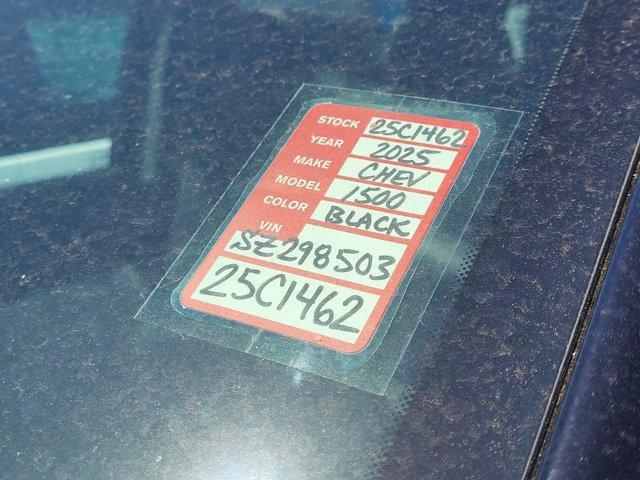 STOCK 25C1462
YEAR 2025
MAKE CHEV
MODEL 1500
COLOR BLACK
VIN
SZ298503
25C1462